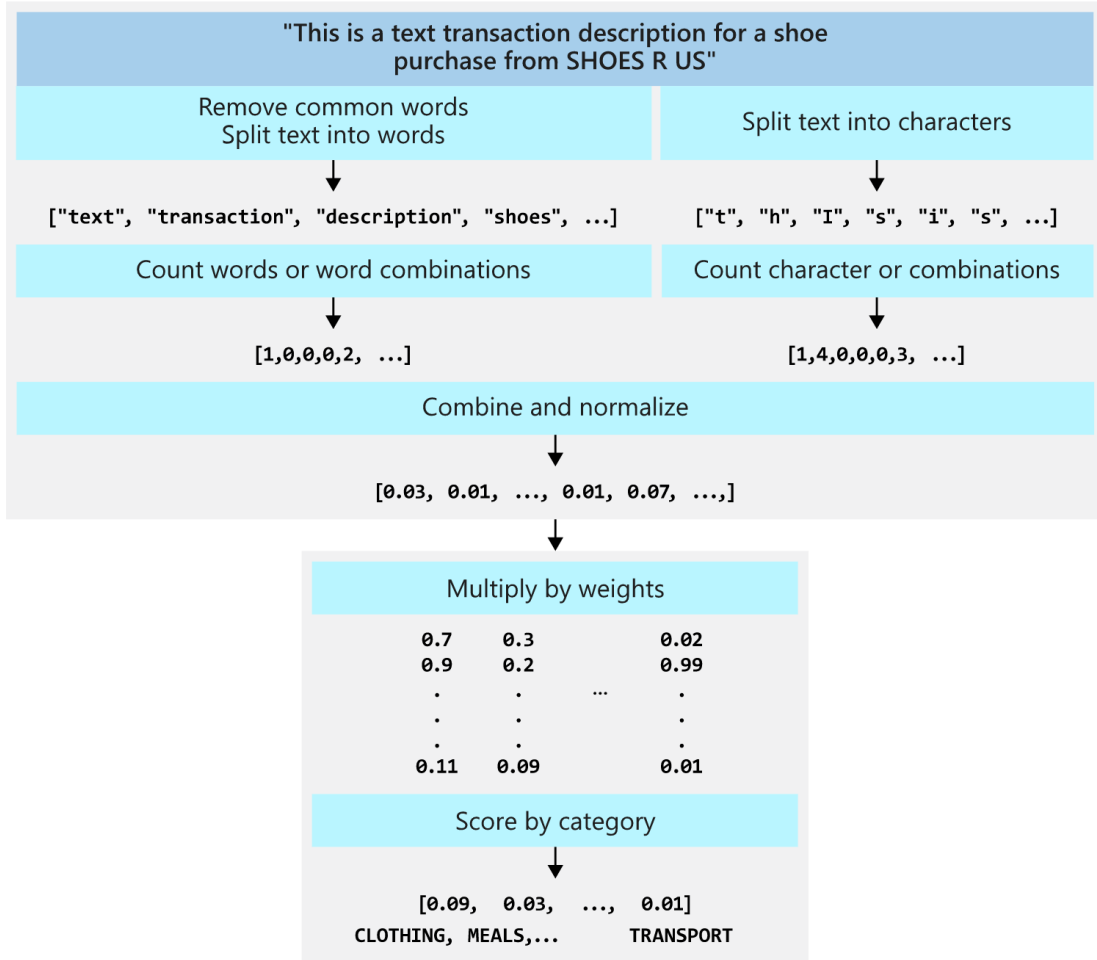 "This is a text transaction description for a shoe
purchase from SHOES R US"
Remove common words
Split text into words
Split text into characters
["text", "transaction", "description", "shoes", ...]
["t", "h", "I", "s", "i", "s", ...]
Count words or word combinations
Count character or combinations
[1,0,0,0,2, ...]
[1,4,0,0,0,3, ...]
Combine and normalize
[0.03, 0.01, ..., 0.01, 0.07, ...,]
Multiply by weights
0.7 0.3 0.02
0.9 0.2 0.99
. . ... .
. . .
. . .
0.11 0.09 0.01
Score by category
[0.09, 0.03, ..., 0.01]
CLOTHING, MEALS,... TRANSPORT